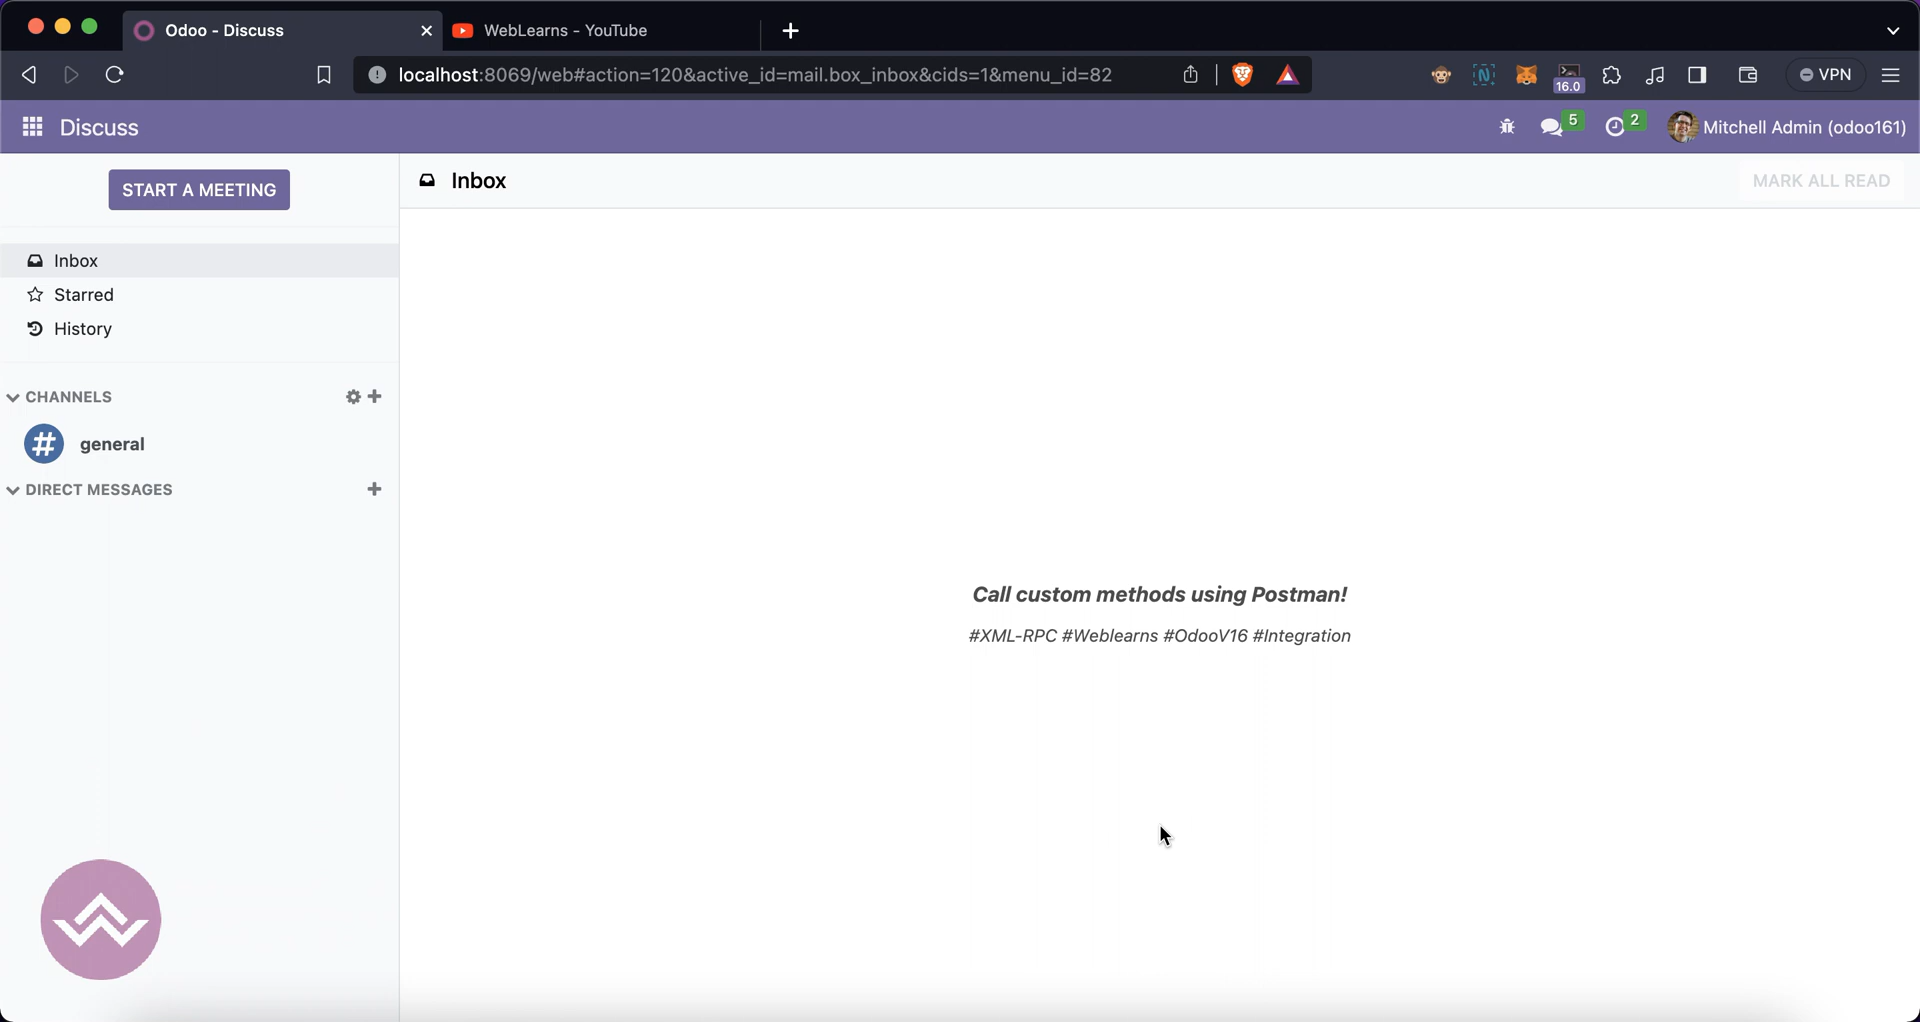 Odoo - Discuss
WebLearns - YouTube
localhost:8069/web#action=120&active_id=mail.box_inbox&cids=1&menu_id=82
16.0
VPN
Discuss
5
2
Mitchell Admin (odoo161)
START A MEETING
Inbox
MARK ALL READ
Inbox
Starred
History
CHANNELS
# general
DIRECT MESSAGES
Call custom methods using Postman!
#XML-RPC #Weblearns #OdooV16 #Integration